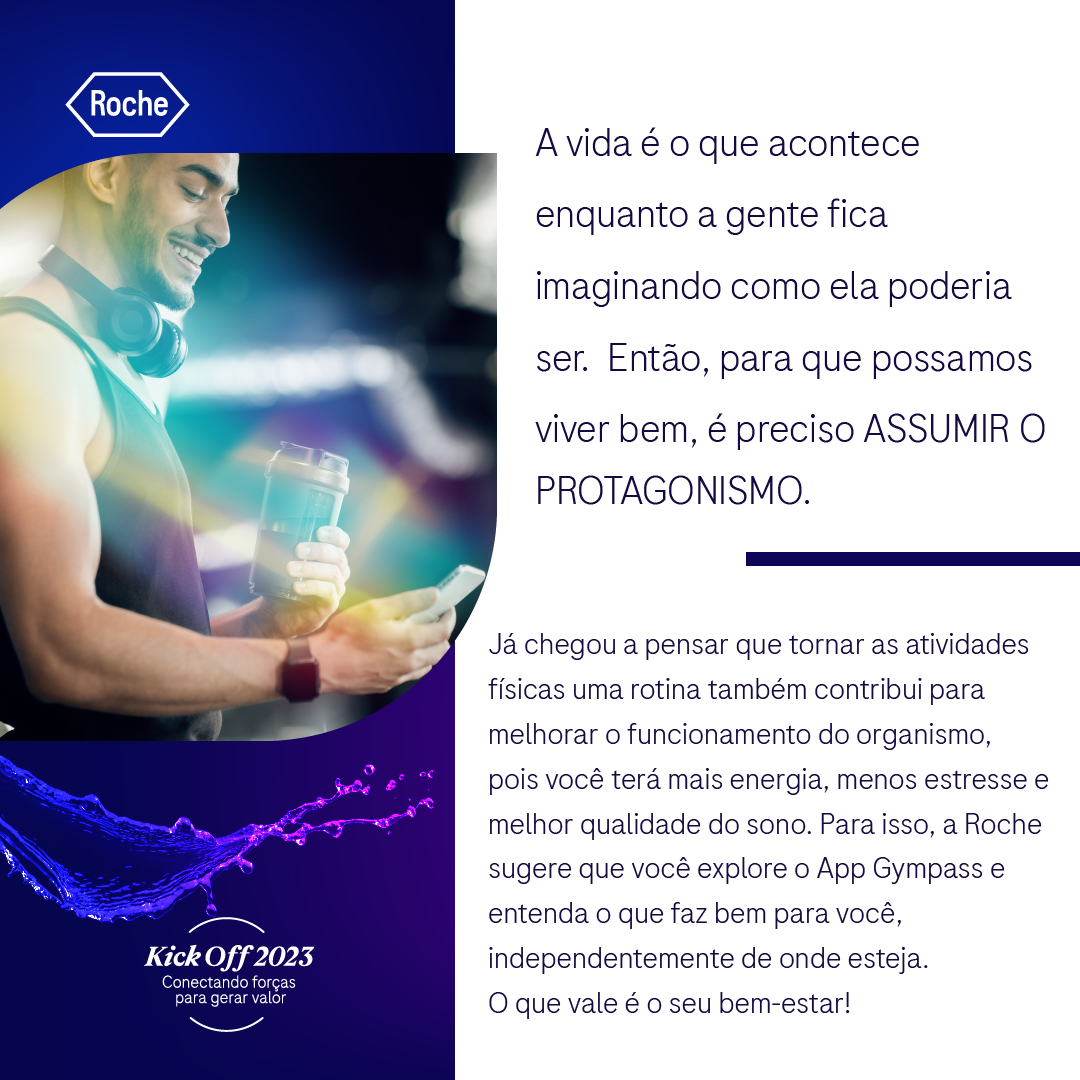 Roche
A vida é o que acontece
enquanto a gente fica
imaginando como ela poderia
ser. Então, para que possamos
viver bem, é preciso ASSUMIR O
PROTAGONISMO.
Já chegou a pensar que tornar as atividades
físicas uma rotina também contribui para
melhorar o funcionamento do organismo,
pois você terá mais energia, menos estresse e
melhor qualidade do sono. Para isso, a Roche
sugere que você explore o App Gympass e
entenda o que faz bem para você,
independentemente de onde esteja.
O que vale é o seu bem-estar!
Kick Off 2023
Conectando forças
para gerar valor